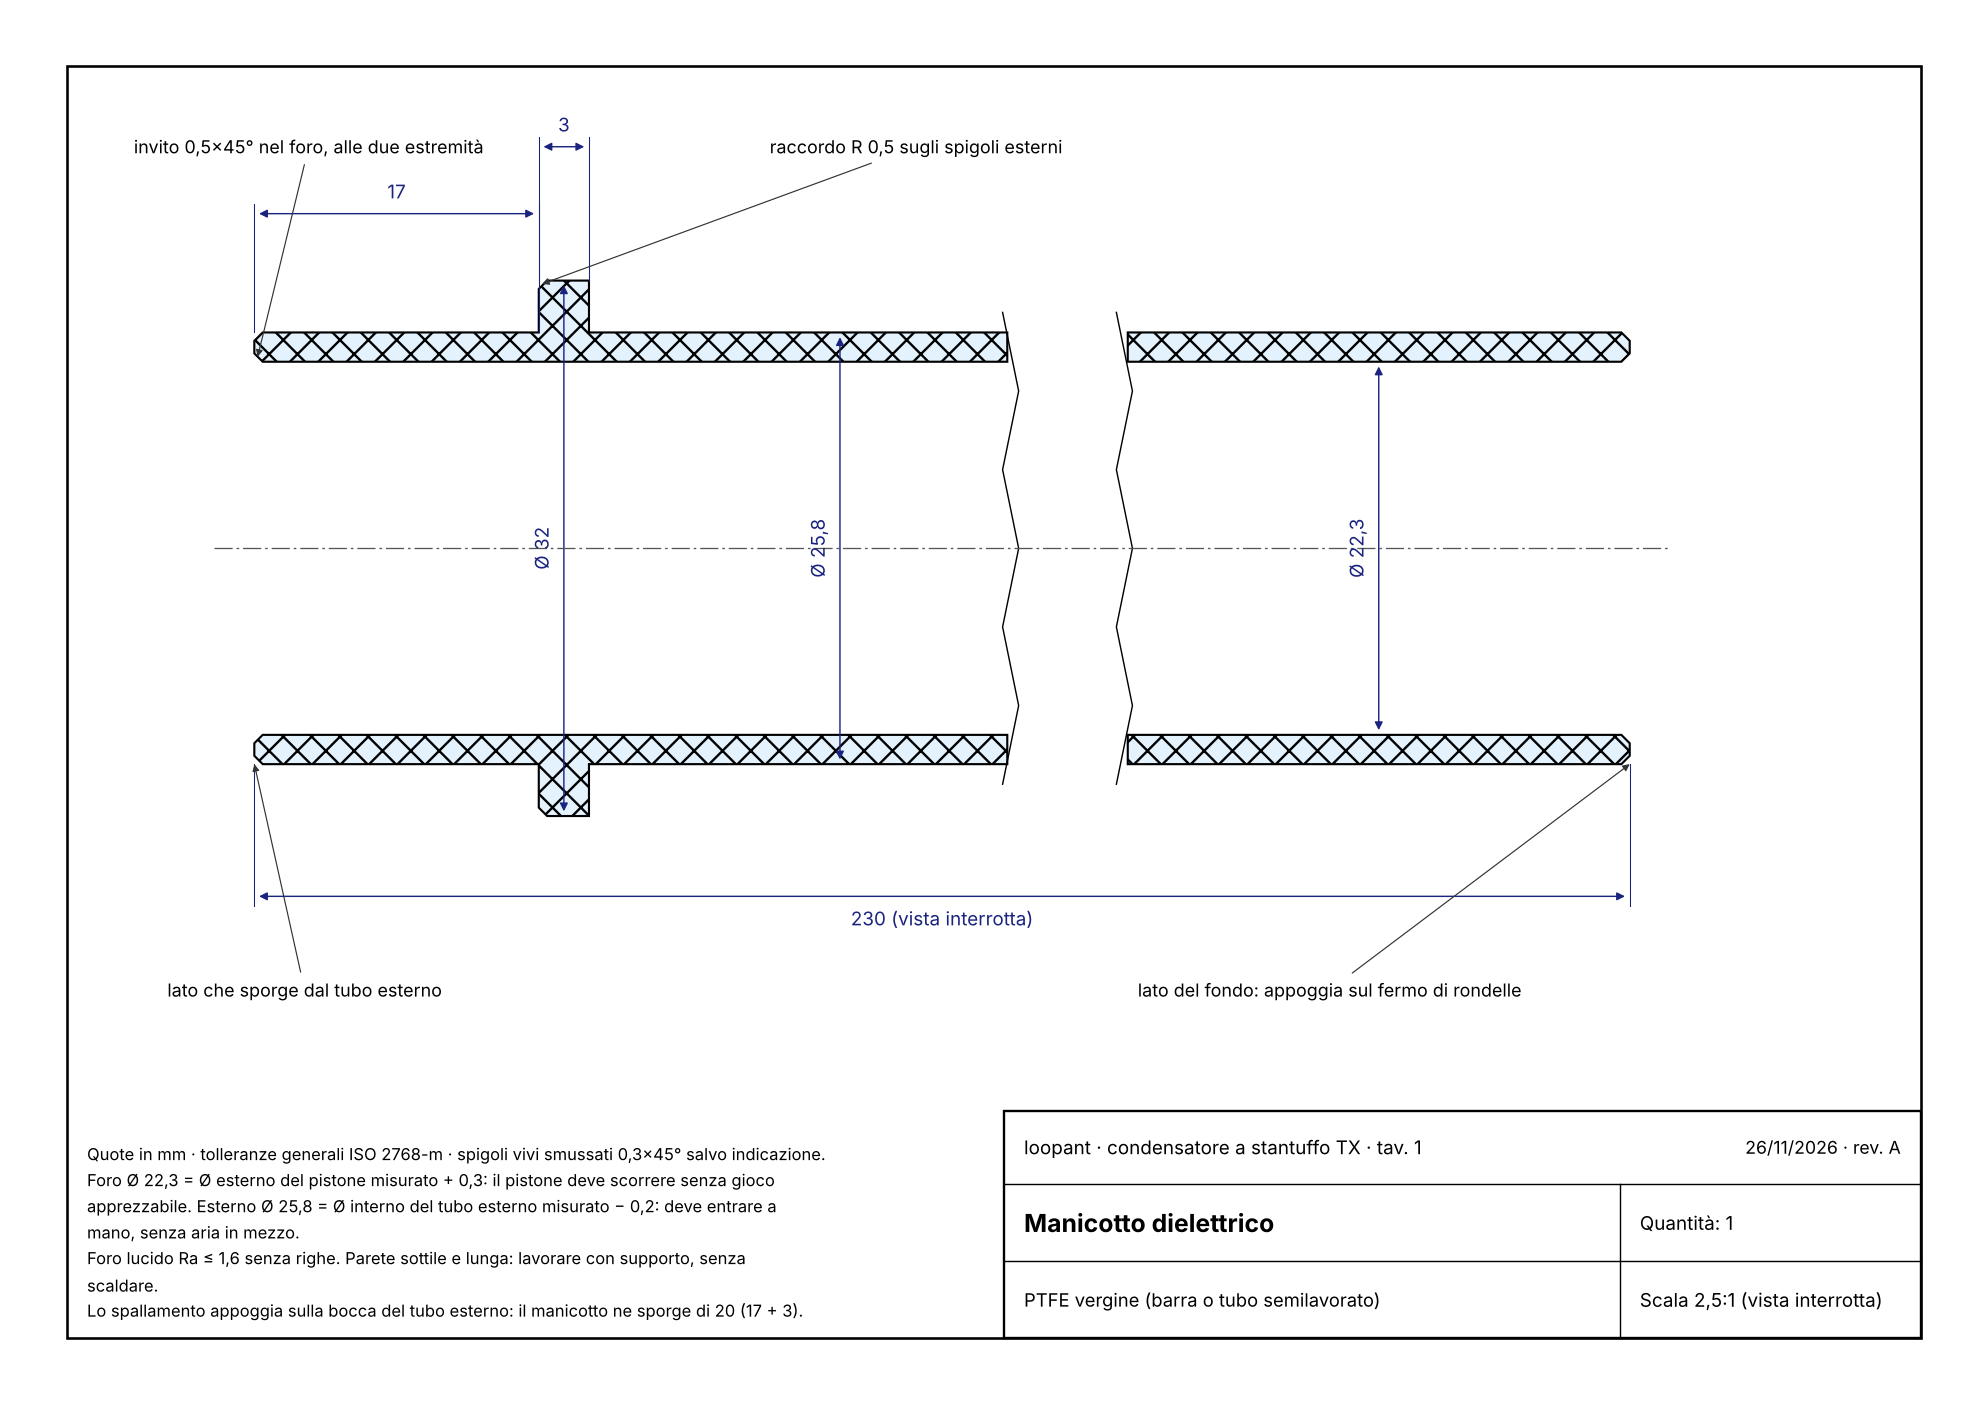 3
invito 0,5×45° nel foro, alle due estremità
raccordo R 0,5 sugli spigoli esterni
17
Ø 32
Ø 25,8
Ø 22,3
230 (vista interrotta)
lato che sporge dal tubo esterno
lato del fondo: appoggia sul fermo di rondelle
Quote in mm · tolleranze generali ISO 2768-m · spigoli vivi smussati 0,3×45° salvo indicazione.
Foro Ø 22,3 = Ø esterno del pistone misurato + 0,3: il pistone deve scorrere senza gioco
apprezzabile. Esterno Ø 25,8 = Ø interno del tubo esterno misurato − 0,2: deve entrare a
mano, senza aria in mezzo.
Foro lucido Ra ≤ 1,6 senza righe. Parete sottile e lunga: lavorare con supporto, senza
scaldare.
Lo spallamento appoggia sulla bocca del tubo esterno: il manicotto ne sporge di 20 (17 + 3).
loopant · condensatore a stantuffo TX · tav. 1
26/11/2026 · rev. A
Manicotto dielettrico
Quantità: 1
PTFE vergine (barra o tubo semilavorato)
Scala 2,5:1 (vista interrotta)